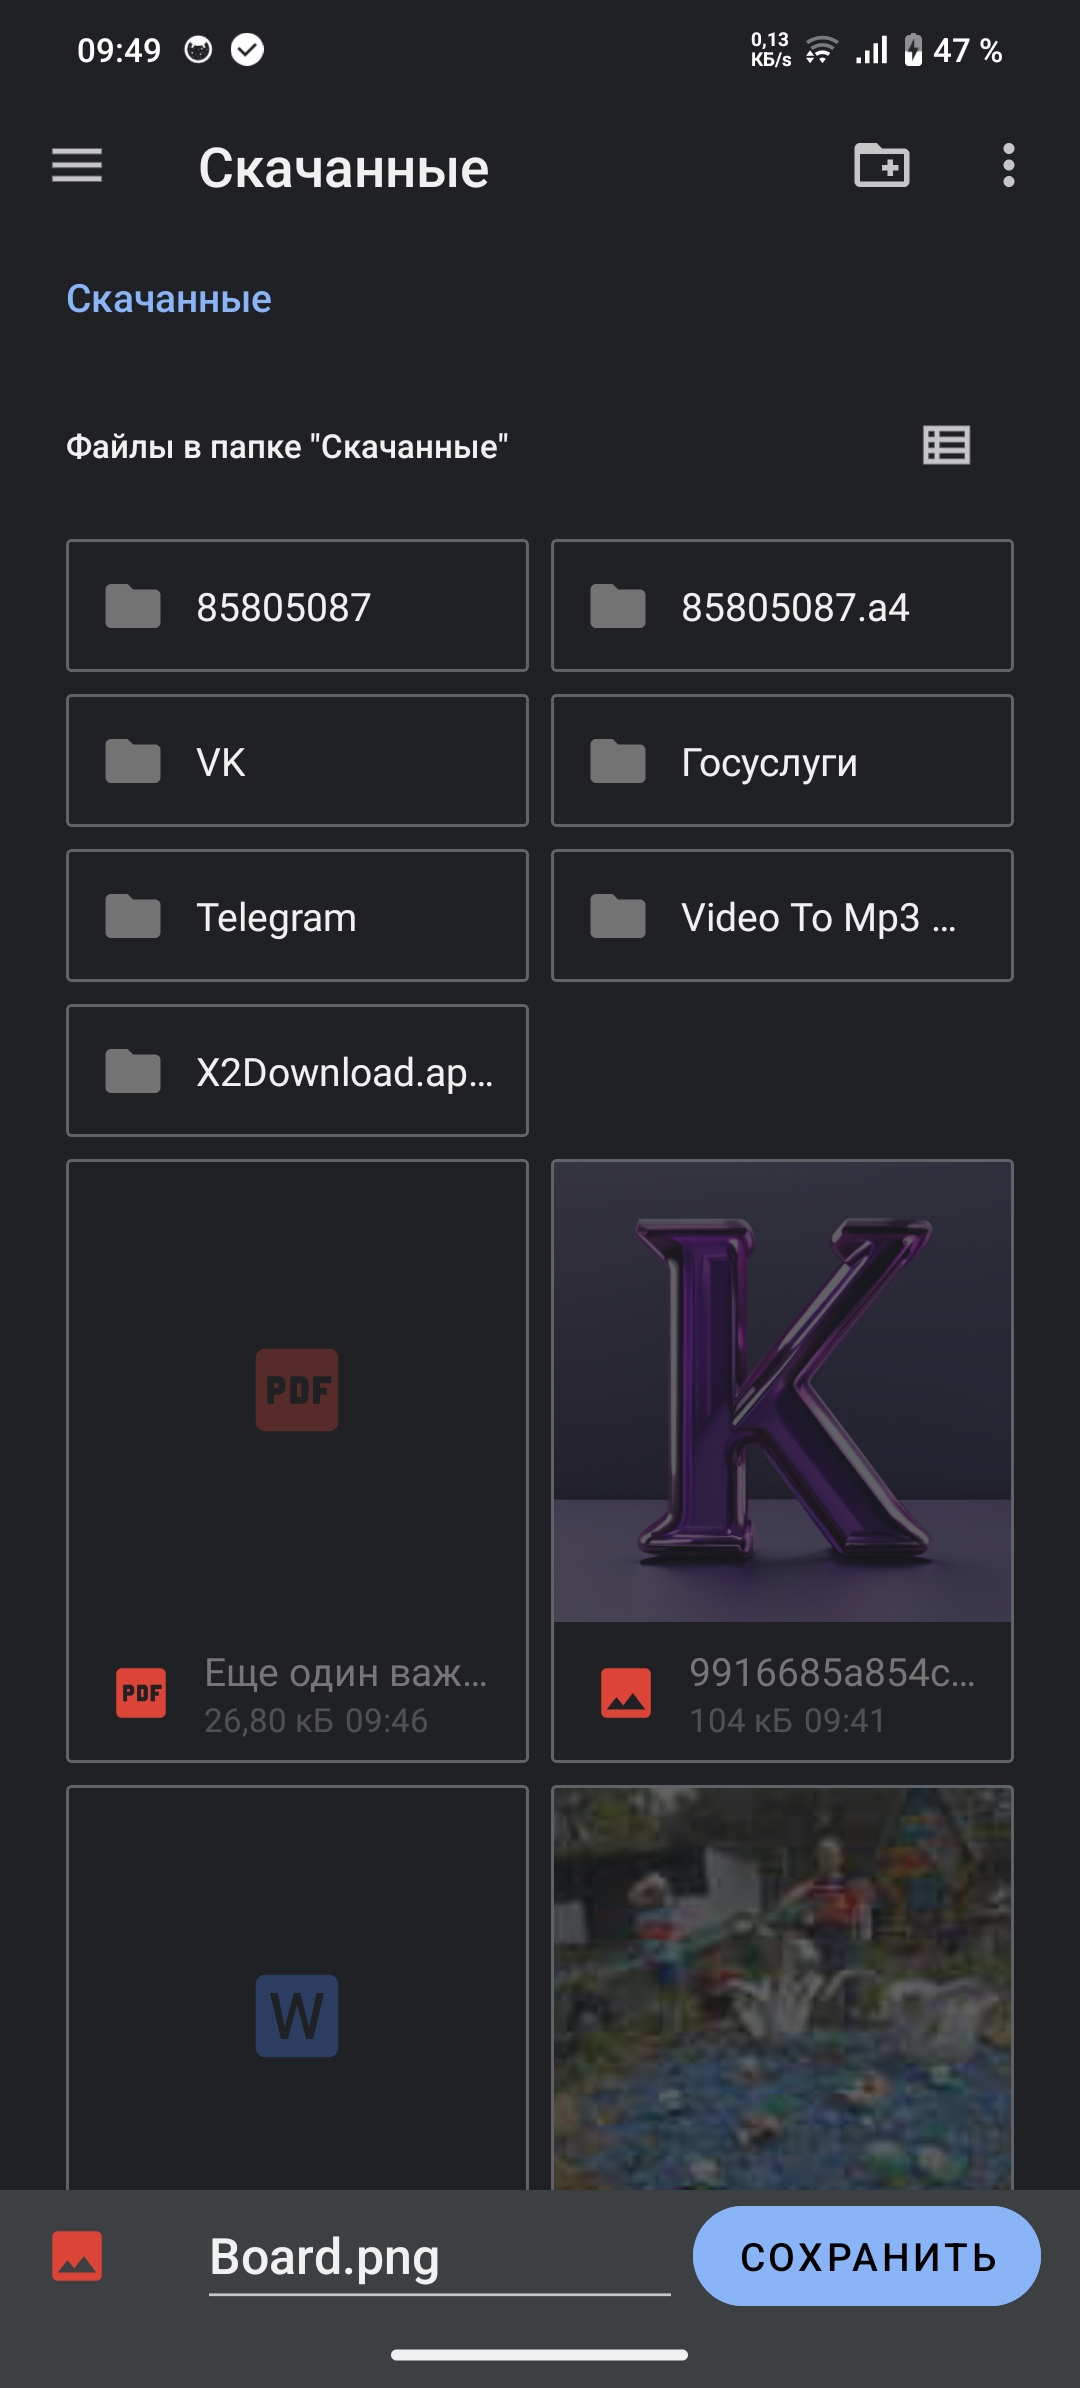 09:49
0,13
КБ/s
47 %
Скачанные
Скачанные
Файлы в папке "Скачанные"
85805087
85805087.a4
VK
Госуслуги
Telegram
Video To Mp3 ...
X2Download.ap...
PDF
K
PDF
Еще один важ...
26,80 кБ 09:46
9916685a854c...
104 кБ 09:41
W
Board.png
СОХРАНИТЬ